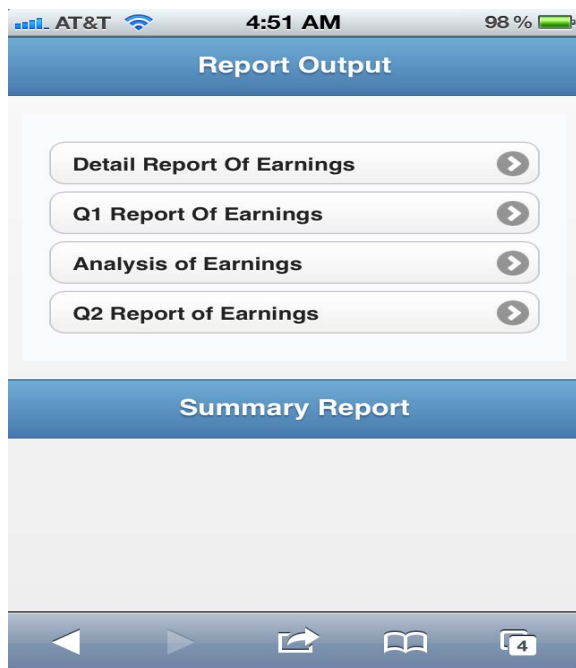 AT&T 4:51 AM 98 %
Report Output
Detail Report Of Earnings
Q1 Report Of Earnings
Analysis of Earnings
Q2 Report of Earnings
Summary Report
4